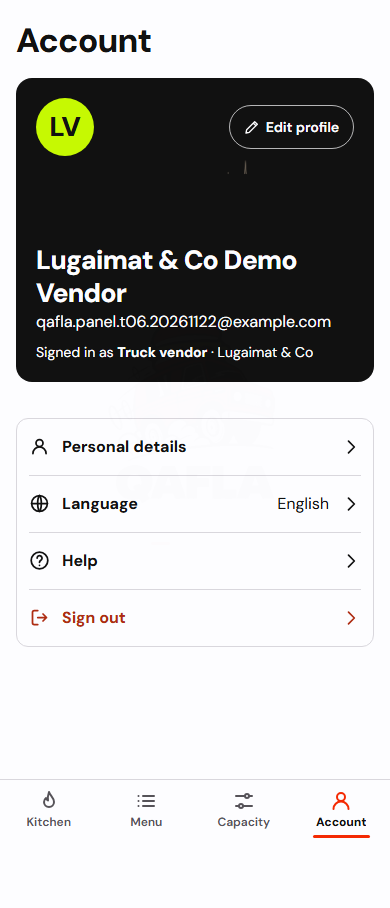 Account
LV
Edit profile
Lugaimat & Co Demo
Vendor
qafla.panel.t06.20261122@example.com
Signed in as Truck vendor · Lugaimat & Co
Personal details
Language
English
Help
Sign out
Kitchen
Menu
Capacity
Account